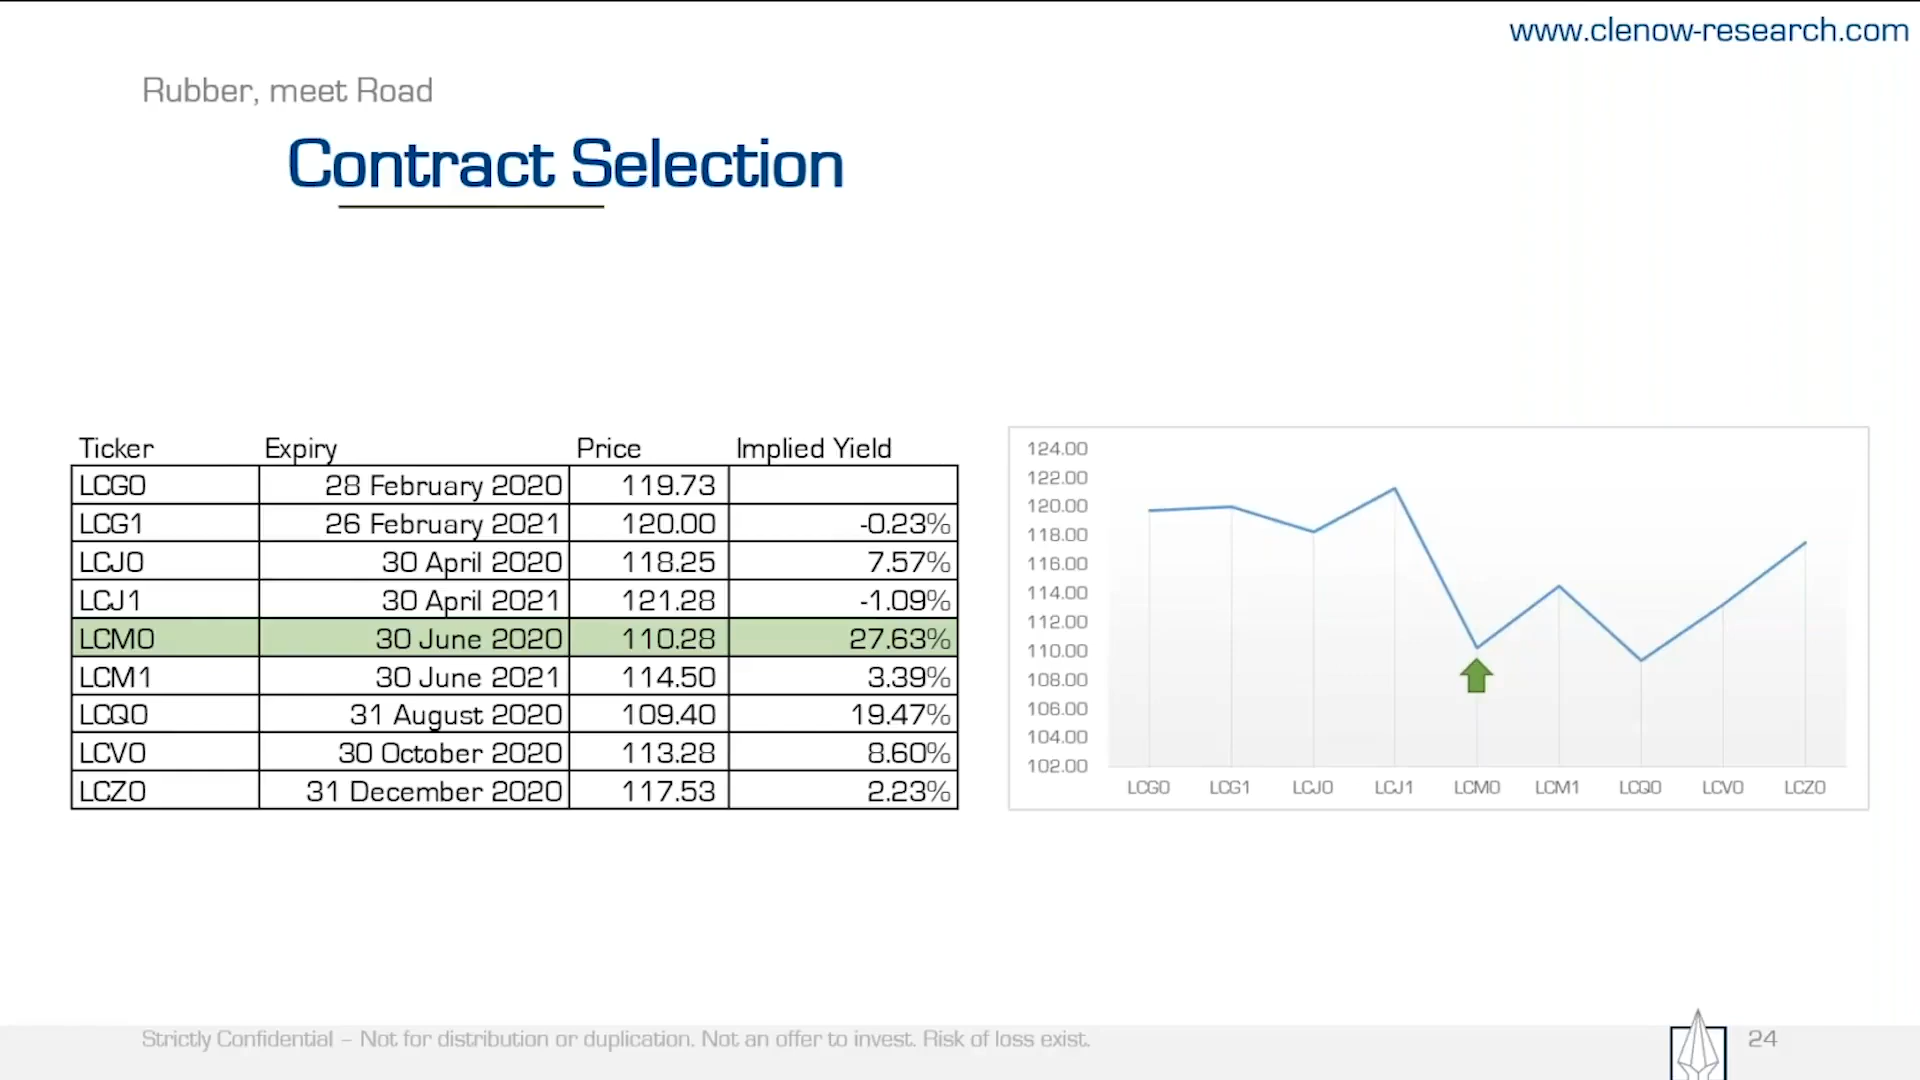 www.clenow-research.com
Rubber, meet Road
Contract Selection
Ticker Expiry Price Implied Yield
LCG0 28 February 2020 119.73
LCG1 26 February 2021 120.00 -0.23%
LCJ0 30 April 2020 118.25 7.57%
LCJ1 30 April 2021 121.28 -1.09%
LCM0 30 June 2020 110.28 27.63%
LCM1 30 June 2021 114.50 3.39%
LCQ0 31 August 2020 109.40 19.47%
LCV0 30 October 2020 113.28 8.60%
LCZ0 31 December 2020 117.53 2.23%
124.00
122.00
120.00
118.00
116.00
114.00
112.00
110.00
108.00
106.00
104.00
102.00
LCG0 LCG1 LCJ0 LCJ1 LCM0 LCM1 LCQ0 LCV0 LCZ0
Strictly Confidential – Not for distribution or duplication. Not an offer to invest. Risk of loss exist.
24